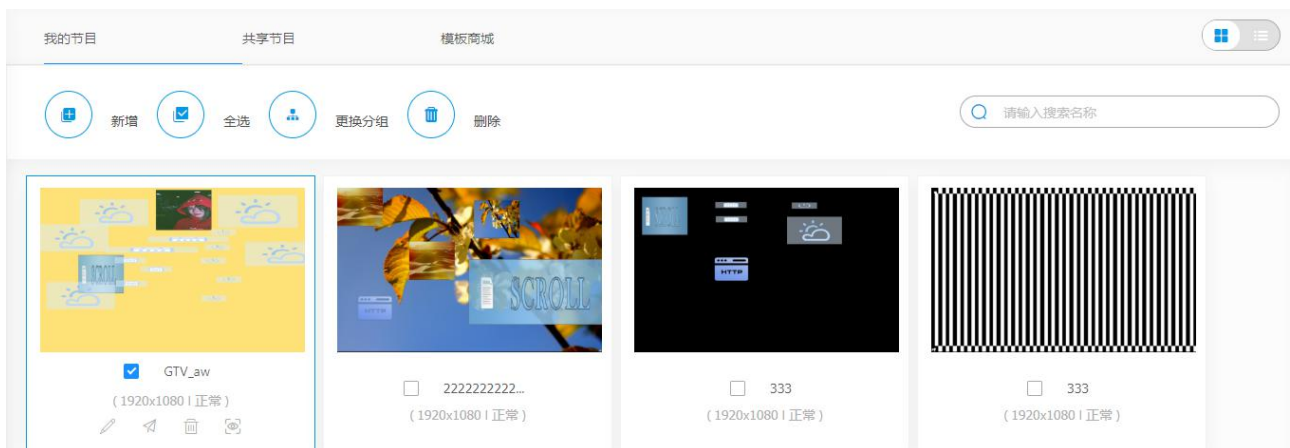 我的节目
共享节目
模板商城
新增
全选
更换分组
删除
请输入搜索名称
SCROLL
SCROLL
HTTP
HTTP
GTV_aw
2222222222...
333
333
(1920x1080 | 正常)
(1920x1080 | 正常)
(1920x1080 | 正常)
(1920x1080 | 正常)